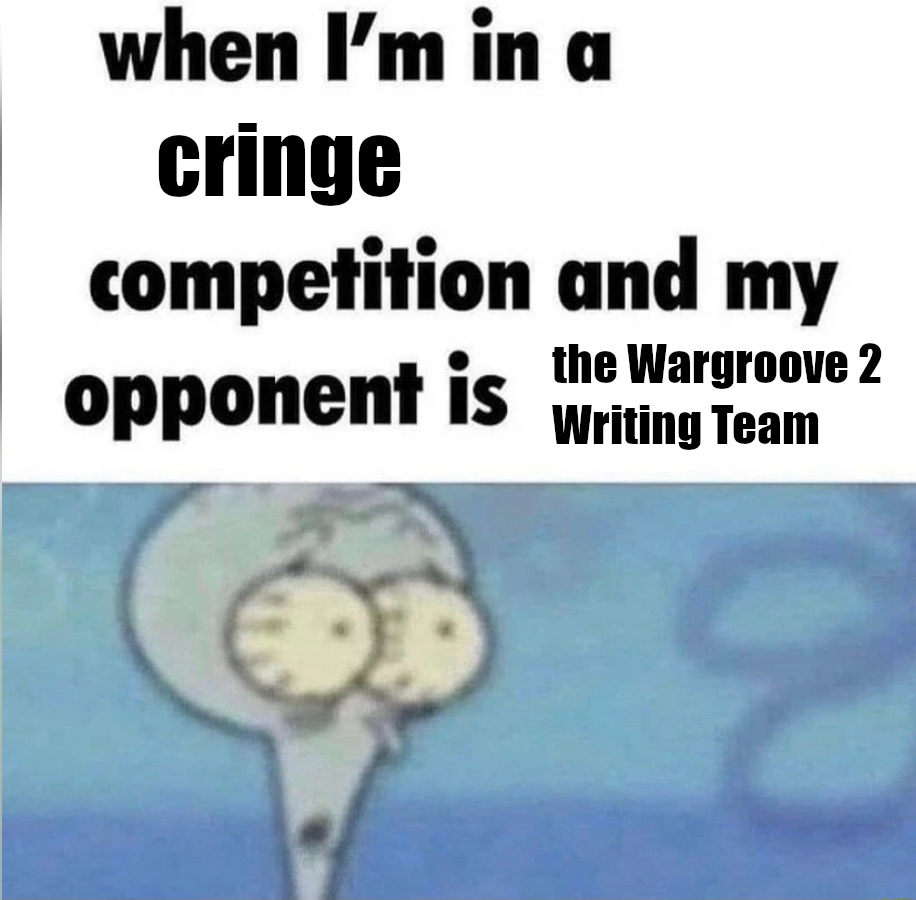 when I'm in a
cringe
competition and my
opponent is the Wargroove 2
Writing Team